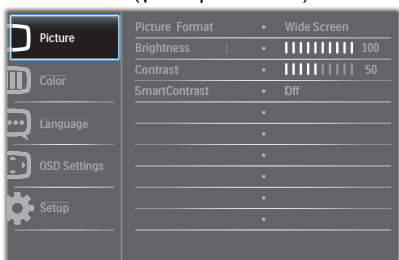 Picture
Color
Language
OSD Settings
Setup
Picture Format • Wide Screen
Brightness • 100
Contrast • 50
SmartContrast • Off
•
•
•
•
•
•